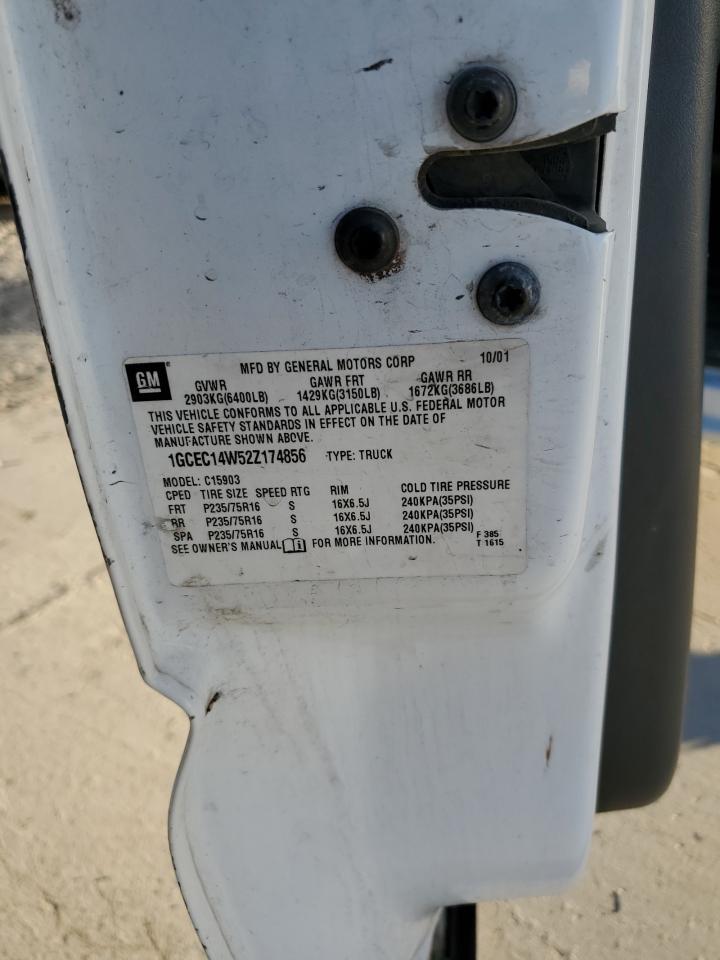 GM
MFD BY GENERAL MOTORS CORP 10/01
GVWR GAWR FRT GAWR RR
2903KG(6400LB) 1429KG(3150LB) 1672KG(3686LB)
THIS VEHICLE CONFORMS TO ALL APPLICABLE U.S. FEDERAL MOTOR
VEHICLE SAFETY STANDARDS IN EFFECT ON THE DATE OF
MANUFACTURE SHOWN ABOVE.
1GCEC14W52Z174856 TYPE: TRUCK
MODEL: C15903
CPED TIRE SIZE SPEED RTG RIM COLD TIRE PRESSURE
FRT P235/75R16 S 16X6.5J 240KPA(35PSI)
RR P235/75R16 S 16X6.5J 240KPA(35PSI)
SPA P235/75R16 S 16X6.5J 240KPA(35PSI)
SEE OWNER'S MANUAL FOR MORE INFORMATION.
F 385
T 1615